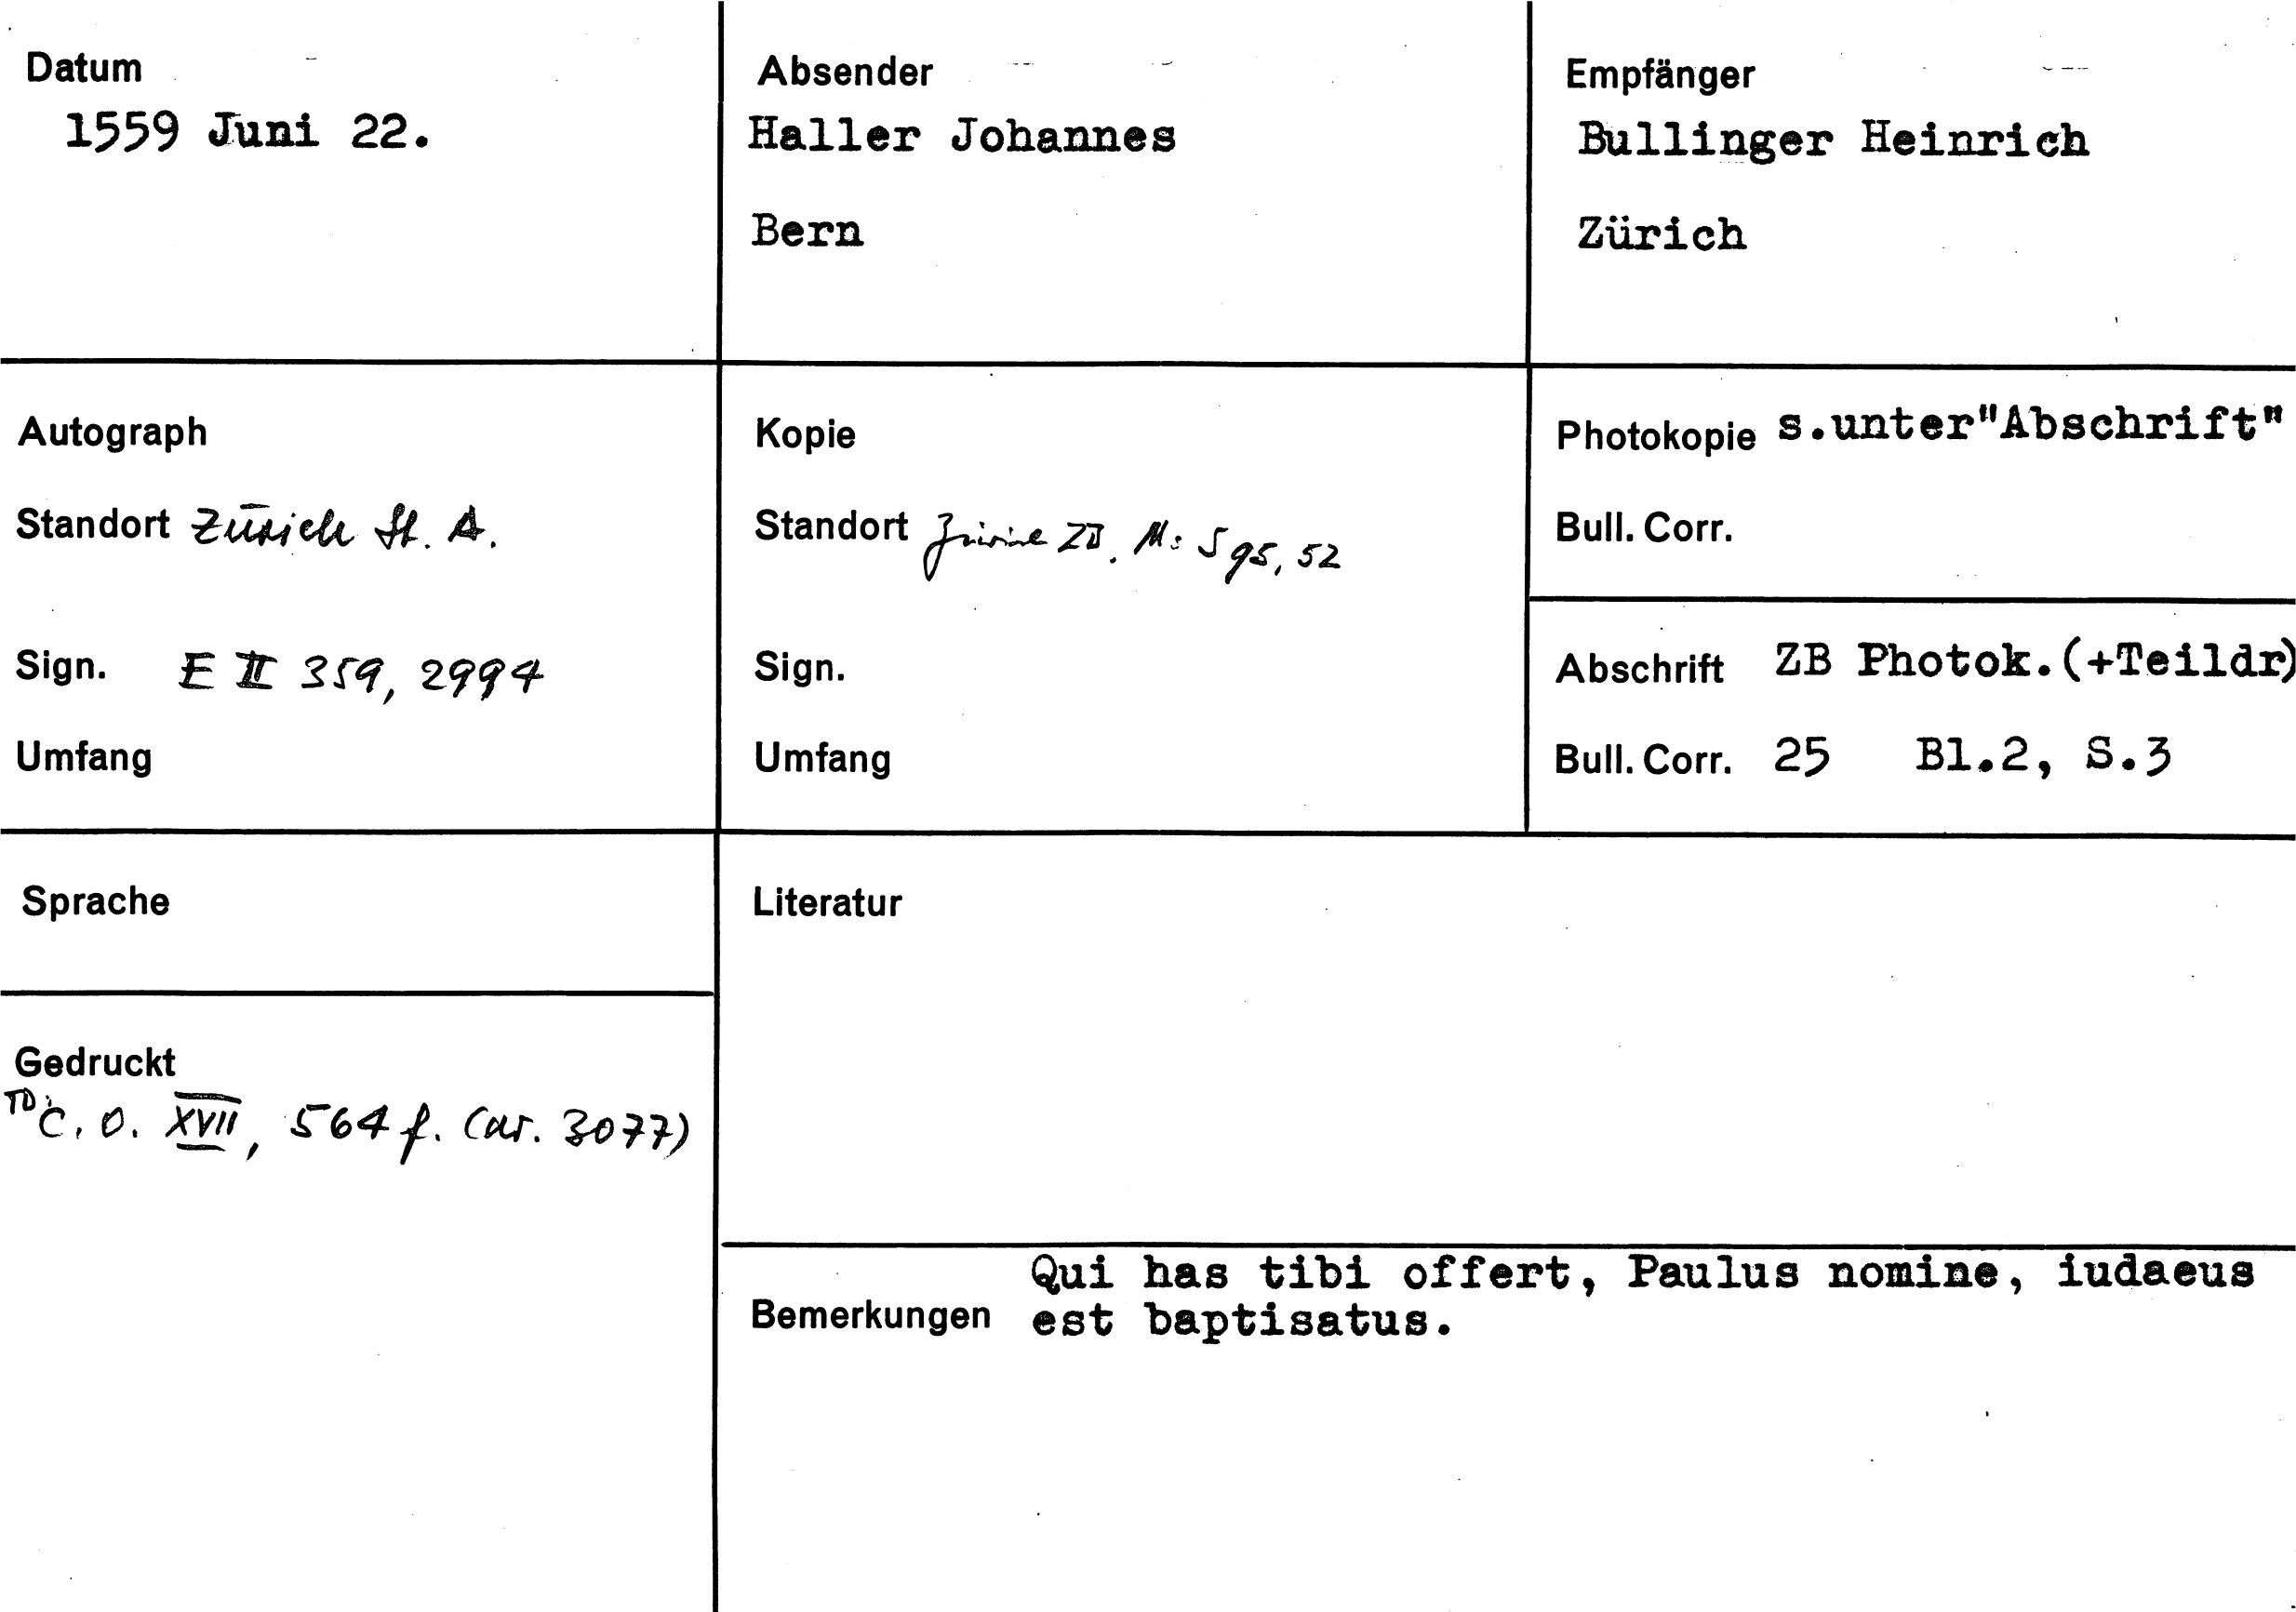 Datum
1559 Juni 22.
Absender
Haller Johannes
Bern
Empfänger
Bullinger Heinrich
Zürich
Autograph
Standort Zürich St. A.
Sign. E II 359, 2994
Umfang
Kopie
Standort Zürich ZB. Ms S 95, 52
Sign.
Umfang
Photokopie s.unter"Abschrift"
Bull. Corr.
Abschrift ZB Photok.(+Teildr)
Bull. Corr. 25 Bl.2, S.3
Sprache
Gedruckt
TD: C. O. XVII, 564 f. (nr. 3077)
Literatur
Bemerkungen
Qui has tibi offert, Paulus nomine, iudaeus
est baptisatus.